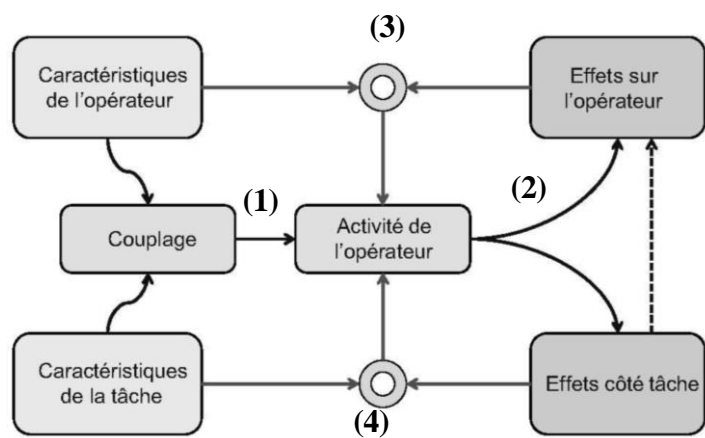 (3)
Caractéristiques
de l'opérateur
Effets sur
l'opérateur
(1)
(2)
Couplage
Activité de
l'opérateur
Caractéristiques
de la tâche
Effets côté tâche
(4)